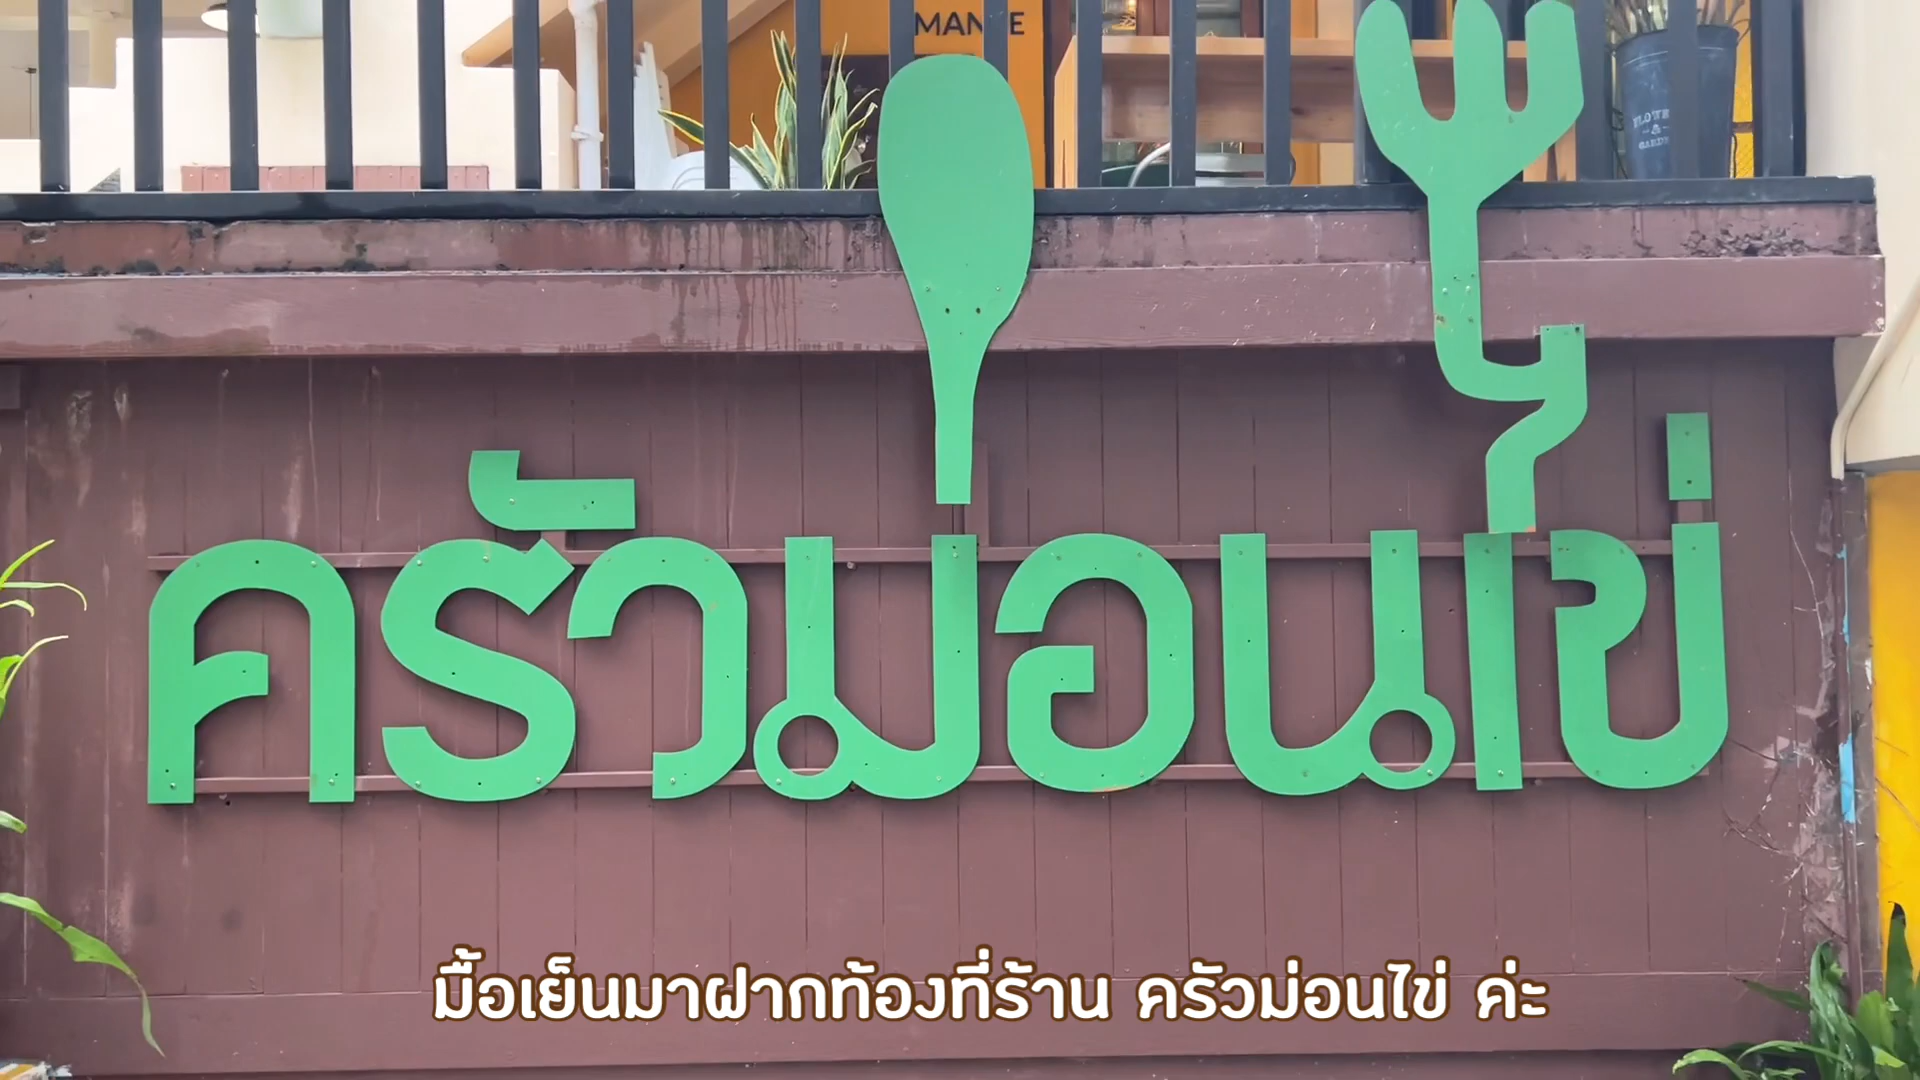 ครัวม่อนไข่
มื้อเย็นมาฝากท้องที่ร้าน ครัวม่อนไข่ ค่ะ